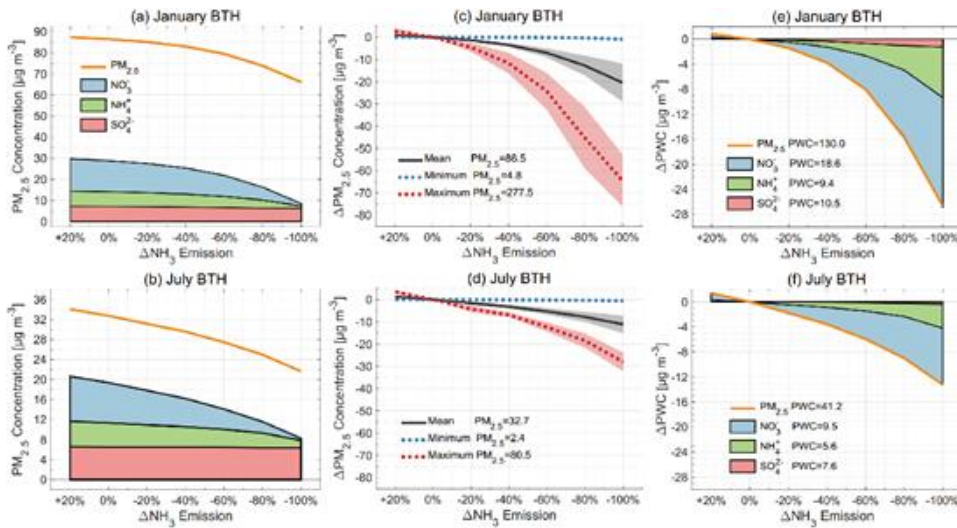 (a) January BTH
PM2.5 Concentration [µg m⁻³]
90
80
70
60
50
40
30
20
10
0
PM2.5
NO3⁻
NH4⁺
SO4²⁻
+20% 0% -20% -40% -60% -80% -100%
ΔNH3 Emission
(c) January BTH
ΔPM2.5 Concentration [µg m⁻³]
0
-10
-20
-30
-40
-50
-60
-70
-80
Mean PM2.5=86.5
Minimum PM2.5=4.8
Maximum PM2.5=277.5
+20% 0% -20% -40% -60% -80% -100%
ΔNH3 Emission
(e) January BTH
ΔPWC [µg m⁻³]
0
-4
-8
-12
-16
-20
-24
-28
PM2.5 PWC=130.0
NO3⁻ PWC=18.6
NH4⁺ PWC=9.4
SO4²⁻ PWC=10.5
+20% 0% -20% -40% -60% -80% -100%
ΔNH3 Emission
(b) July BTH
PM2.5 Concentration [µg m⁻³]
36
32
28
24
20
16
12
8
4
0
+20% 0% -20% -40% -60% -80% -100%
ΔNH3 Emission
(d) July BTH
ΔPM2.5 Concentration [µg m⁻³]
0
-10
-20
-30
-40
-50
-60
-70
-80
Mean PM2.5=32.7
Minimum PM2.5=2.4
Maximum PM2.5=80.5
+20% 0% -20% -40% -60% -80% -100%
ΔNH3 Emission
(f) July BTH
ΔPWC [µg m⁻³]
0
-4
-8
-12
-16
-20
-24
-28
PM2.5 PWC=41.2
NO3⁻ PWC=9.5
NH4⁺ PWC=5.6
SO4²⁻ PWC=7.6
+20% 0% -20% -40% -60% -80% -100%
ΔNH3 Emission